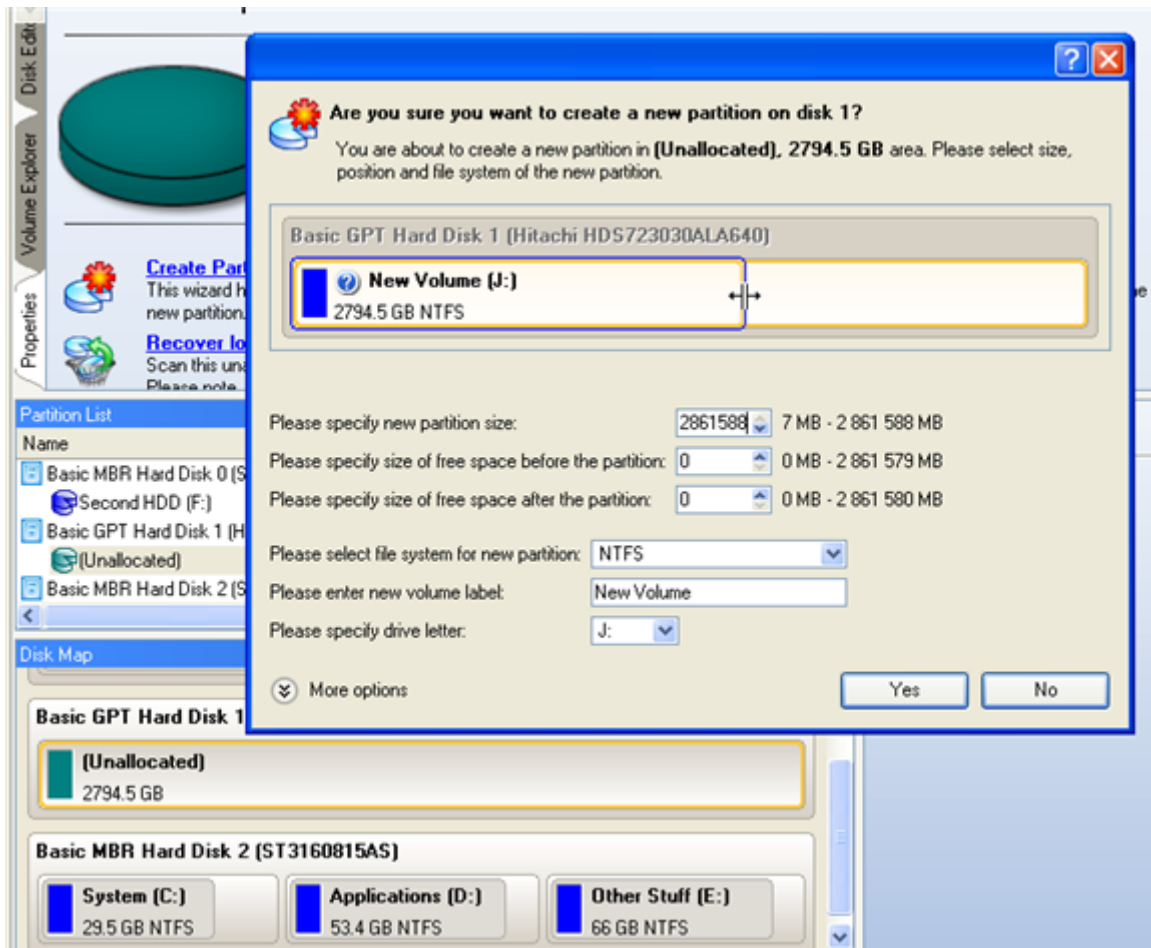 Disk Edit
Volume Explorer
Properties
Are you sure you want to create a new partition on disk 1?
You are about to create a new partition in (Unallocated), 2794.5 GB area. Please select size,
position and file system of the new partition.
Basic GPT Hard Disk 1 (Hitachi HDS723030ALA640)
New Volume (J:)
2794.5 GB NTFS
Create Par
This wizard h
new partition.
Recover lo
Scan this una
Please note
Please specify new partition size: 2861588 7 MB - 2 861 588 MB
Please specify size of free space before the partition: 0 0 MB - 2 861 579 MB
Please specify size of free space after the partition: 0 0 MB - 2 861 580 MB
Please select file system for new partition: NTFS
Please enter new volume label: New Volume
Please specify drive letter: J:
More options
Yes No
Partition List
Name
Basic MBR Hard Disk 0 (S
Second HDD (F:)
Basic GPT Hard Disk 1 (H
(Unallocated)
Basic MBR Hard Disk 2 (S
Disk Map
Basic GPT Hard Disk 1
(Unallocated)
2794.5 GB
Basic MBR Hard Disk 2 (ST3160815AS)
System (C:) Applications (D:) Other Stuff (E:)
29.5 GB NTFS 53.4 GB NTFS 66 GB NTFS